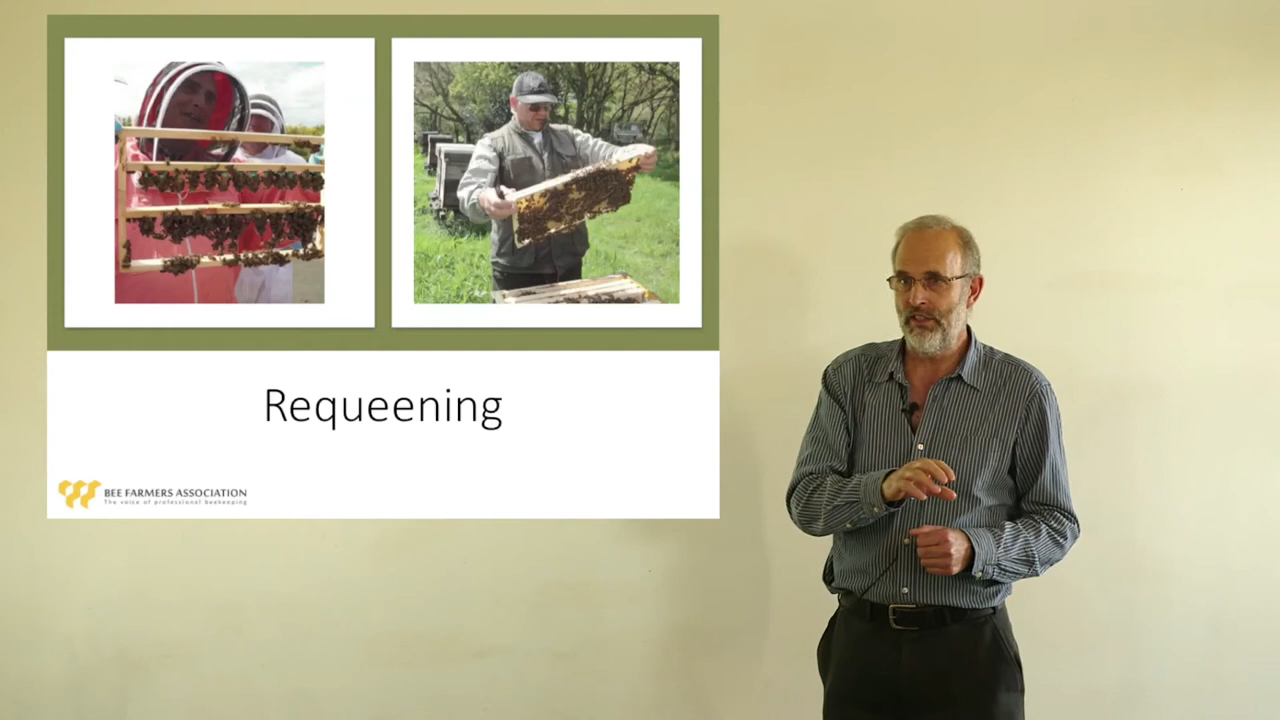 Requeening
BEE FARMERS ASSOCIATION
The voice of professional beekeeping